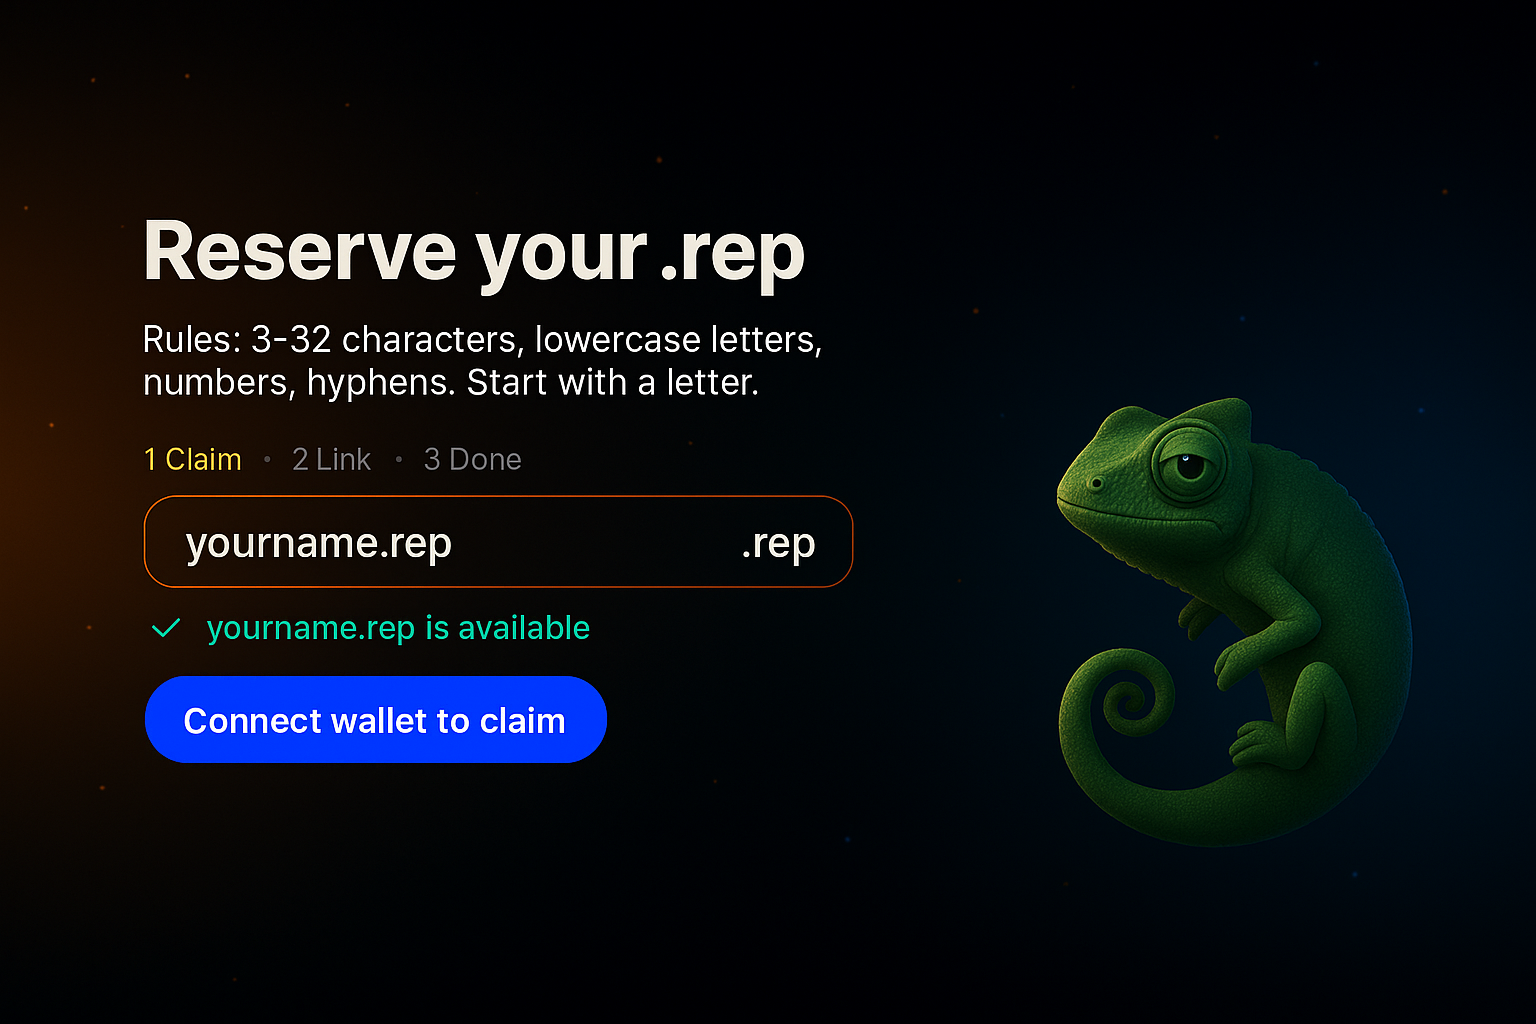 Reserve your .rep
Rules: 3-32 characters, lowercase letters,
numbers, hyphens. Start with a letter.
1 Claim • 2 Link • 3 Done
yourname.rep .rep
✓ yourname.rep is available
Connect wallet to claim